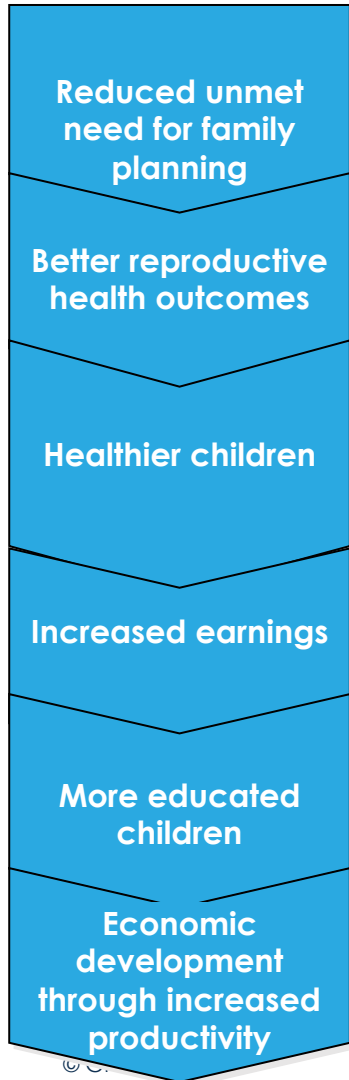 Reduced unmet
need for family
planning
Better reproductive
health outcomes
Healthier children
Increased earnings
More educated
children
Economic
development
through increased
productivity
©